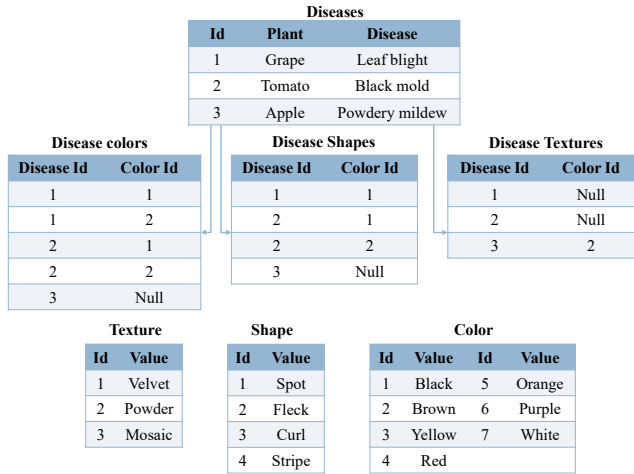 Diseases
Id Plant Disease
1 Grape Leaf blight
2 Tomato Black mold
3 Apple Powdery mildew
Disease colors
Disease Id Color Id
1 1
1 2
2 1
2 2
3 Null
Disease Shapes
Disease Id Color Id
1 1
2 1
2 2
3 Null
Disease Textures
Disease Id Color Id
1 Null
2 Null
3 2
Texture
Id Value
1 Velvet
2 Powder
3 Mosaic
Shape
Id Value
1 Spot
2 Fleck
3 Curl
4 Stripe
Color
Id Value Id Value
1 Black 5 Orange
2 Brown 6 Purple
3 Yellow 7 White
4 Red